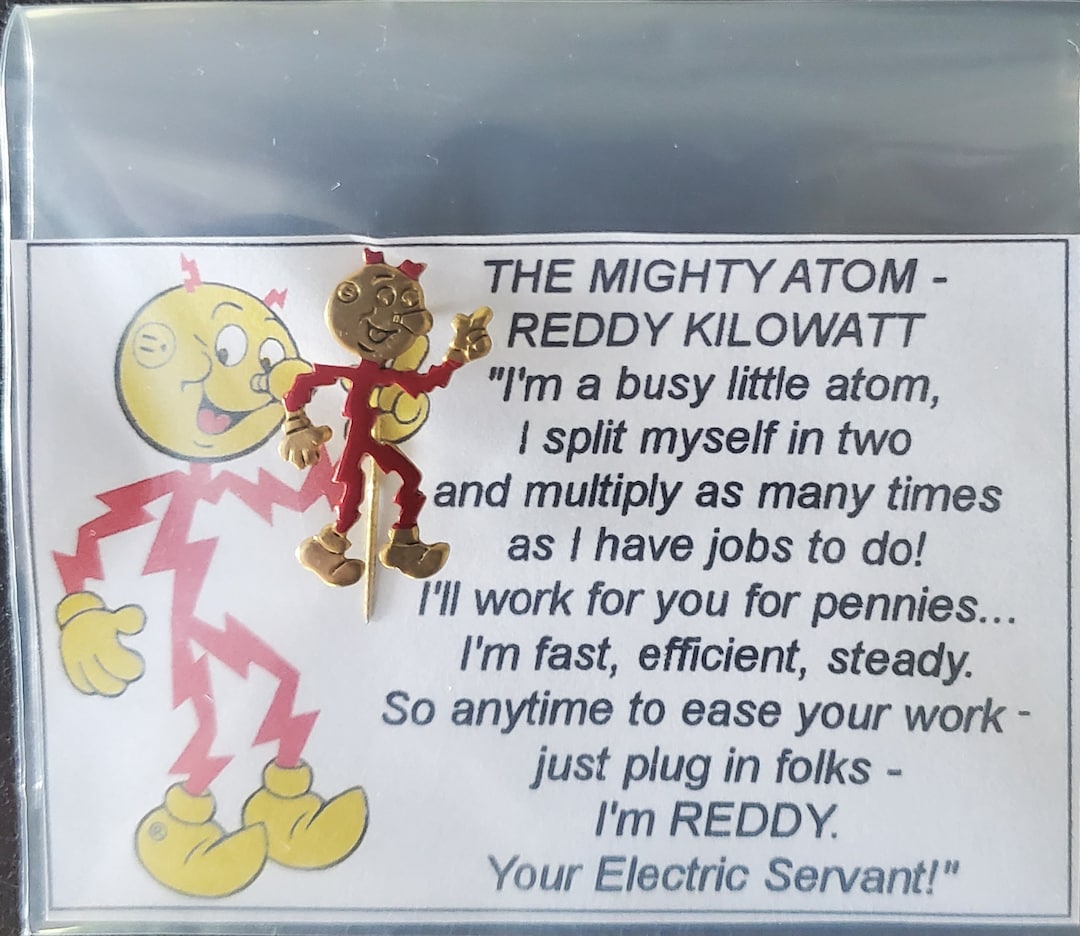 THE MIGHTY ATOM -
REDDY KILOWATT
"I'm a busy little atom,
I split myself in two
and multiply as many times
as I have jobs to do!
I'll work for you for pennies...
I'm fast, efficient, steady.
So anytime to ease your work -
just plug in folks -
I'm REDDY.
Your Electric Servant!"
®